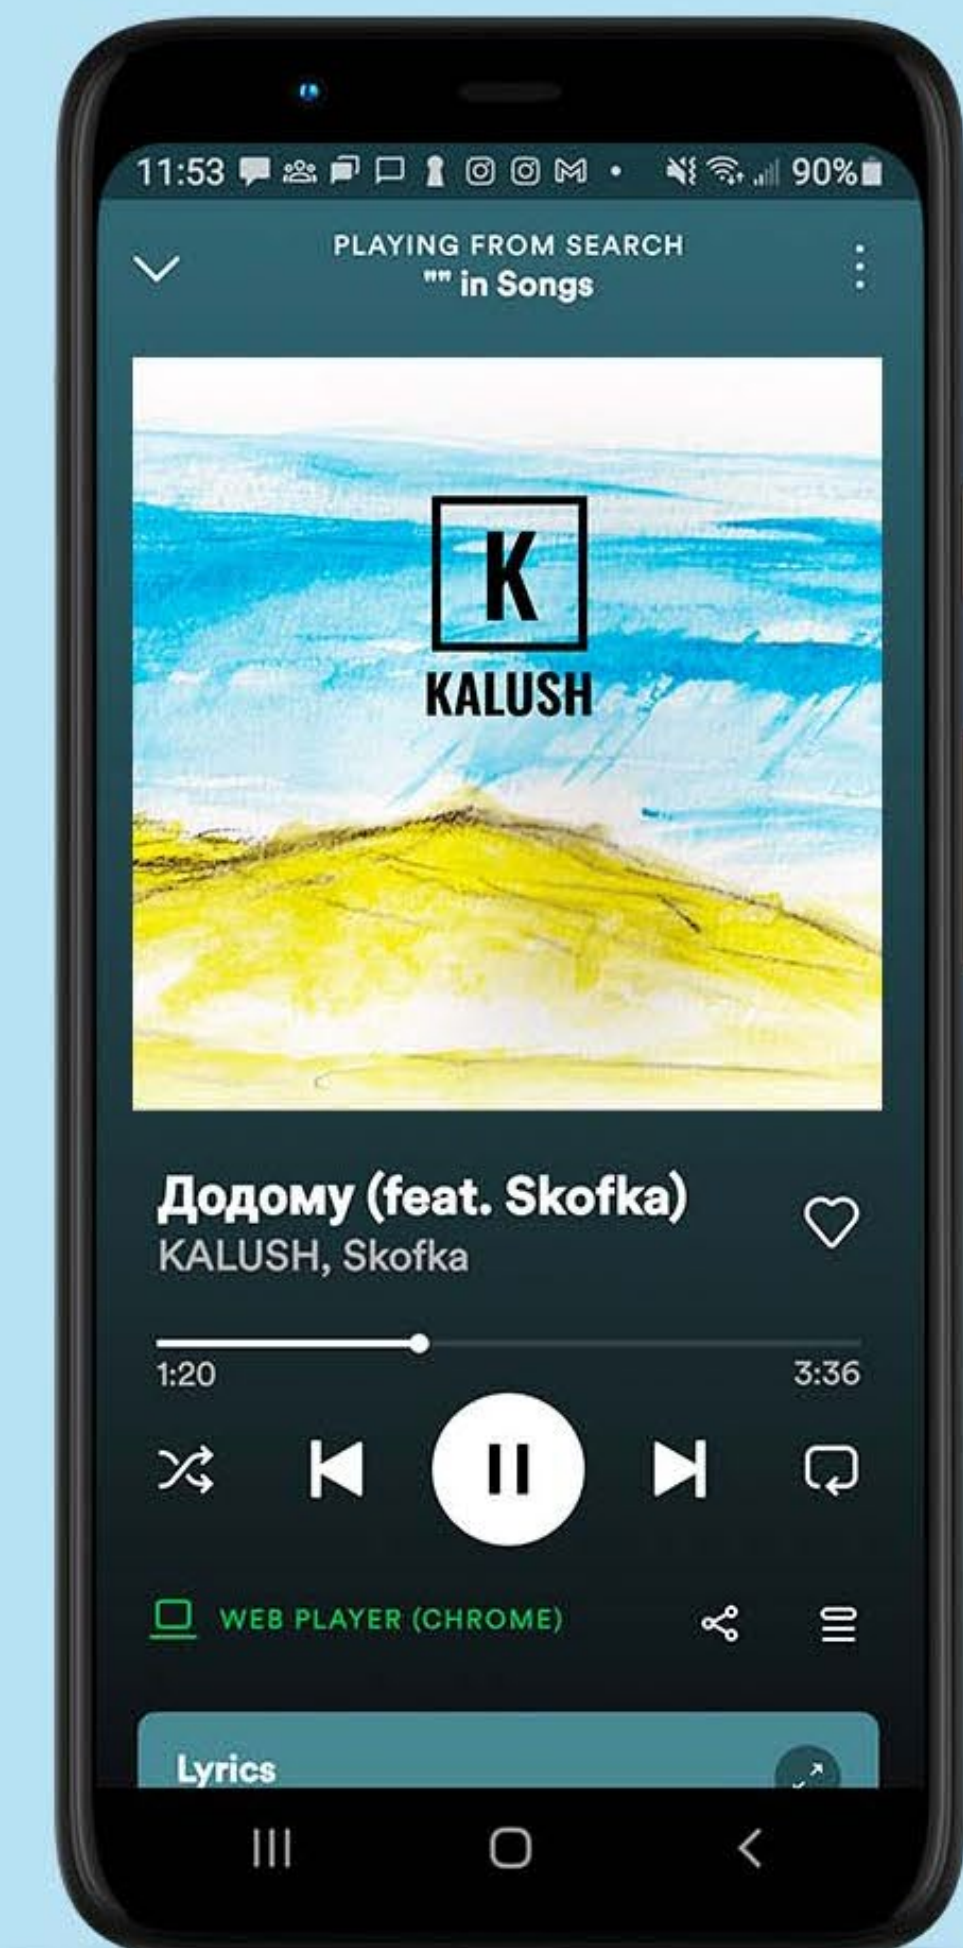 11:53 90%
PLAYING FROM SEARCH
"" in Songs
K
KALUSH
Додому (feat. Skofka)
KALUSH, Skofka
1:20 3:36
WEB PLAYER (CHROME)
Lyrics